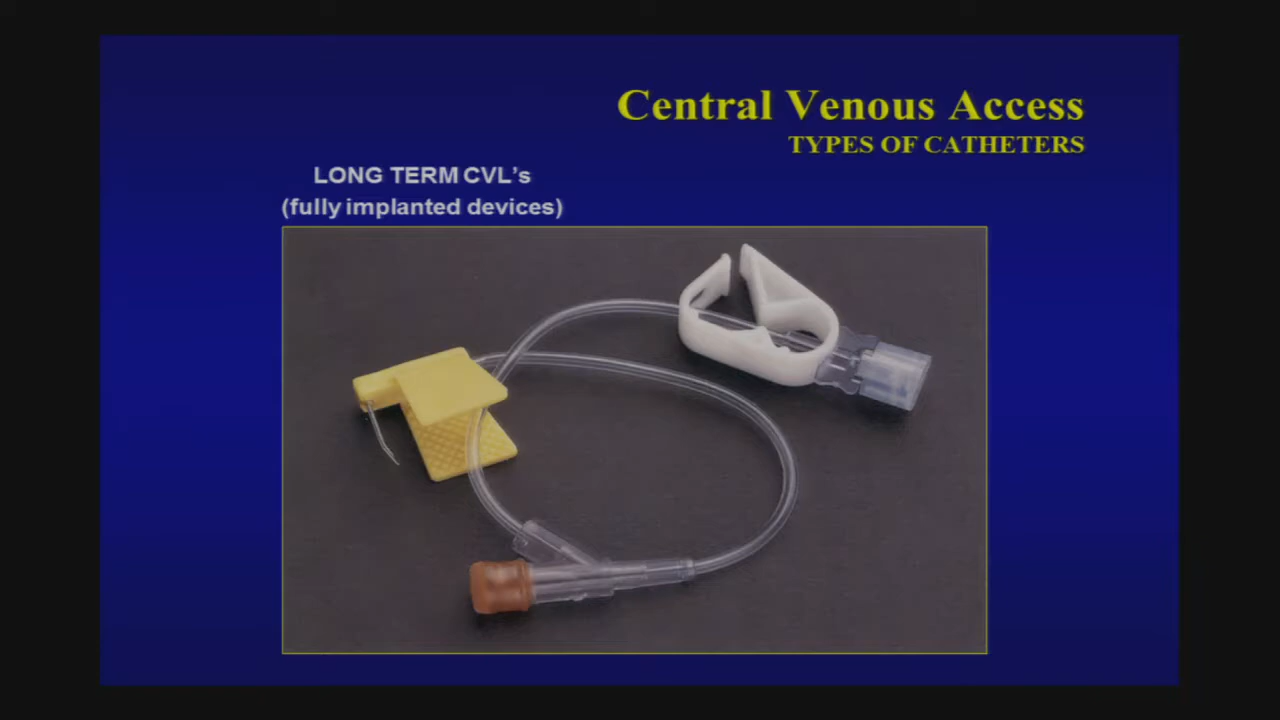 Central Venous Access
TYPES OF CATHETERS
LONG TERM CVL's
(fully implanted devices)